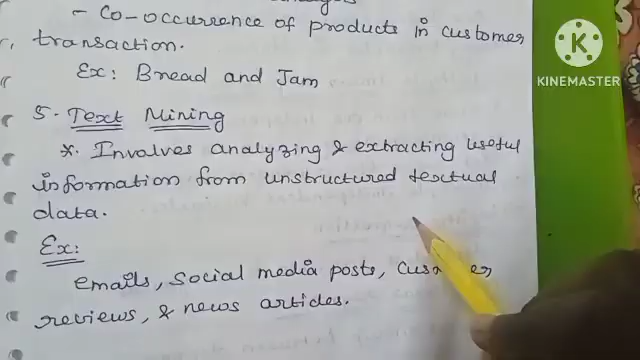 - Co-occurrence of products in customer
transaction.
Ex: Bread and Jam
KINEMASTER
5. Text Mining
*. Involves analyzing & extracting useful
information from unstructured textual
data.
Ex:
emails, social media posts,
reviews, & news articles.